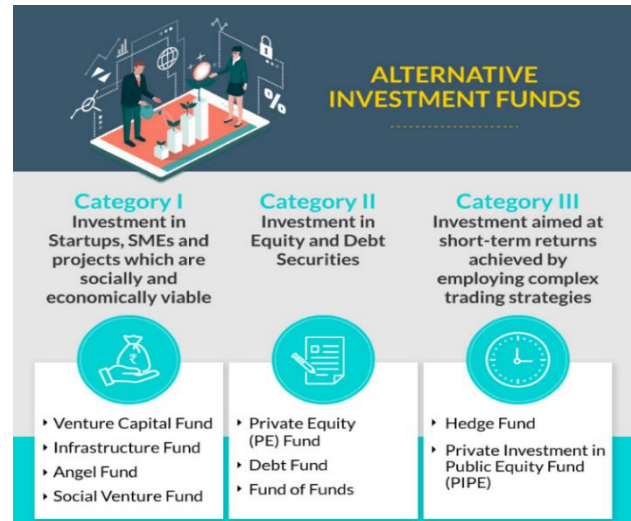 ALTERNATIVE
INVESTMENT FUNDS
Category I
Investment in
Startups, SMEs and
projects which are
socially and
economically viable
Category II
Investment in
Equity and Debt
Securities
Category III
Investment aimed at
short-term returns
achieved by
employing complex
trading strategies
₹
%
‣ Venture Capital Fund
‣ Infrastructure Fund
‣ Angel Fund
‣ Social Venture Fund
‣ Private Equity
(PE) Fund
‣ Debt Fund
‣ Fund of Funds
‣ Hedge Fund
‣ Private Investment in
Public Equity Fund
(PIPE)